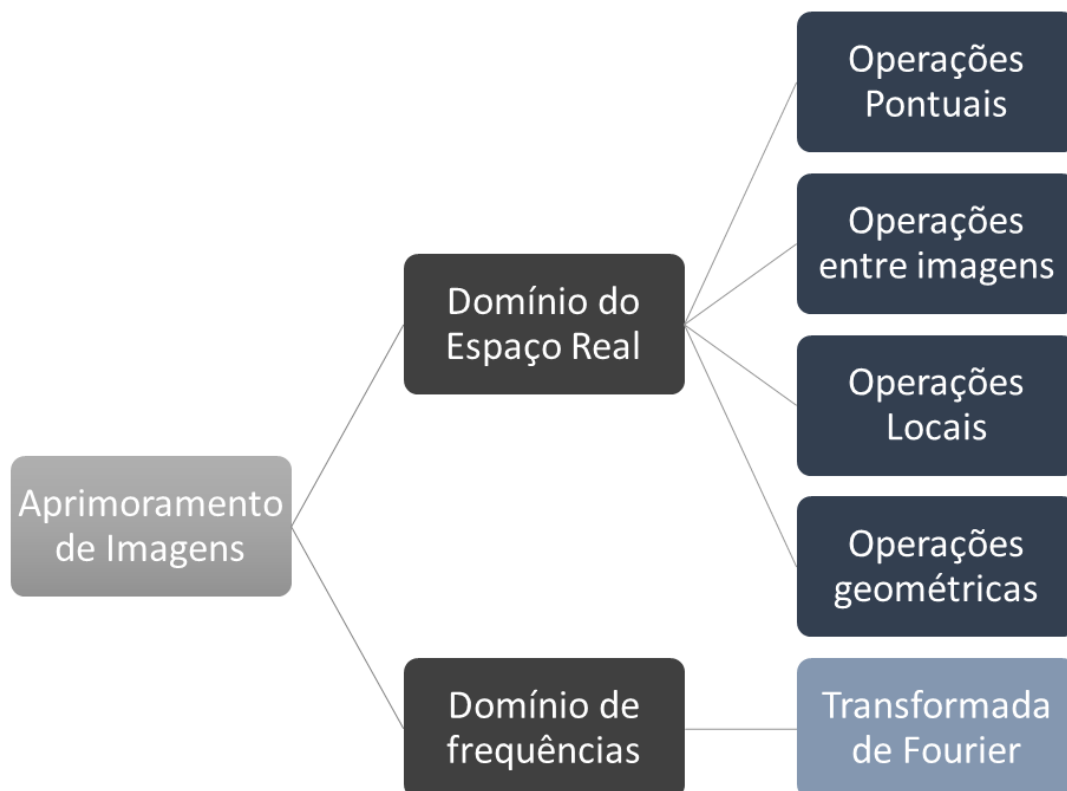 Aprimoramento
de Imagens
Domínio do
Espaço Real
Operações
Pontuais
Operações
entre imagens
Operações
Locais
Operações
geométricas
Domínio de
frequências
Transformada
de Fourier